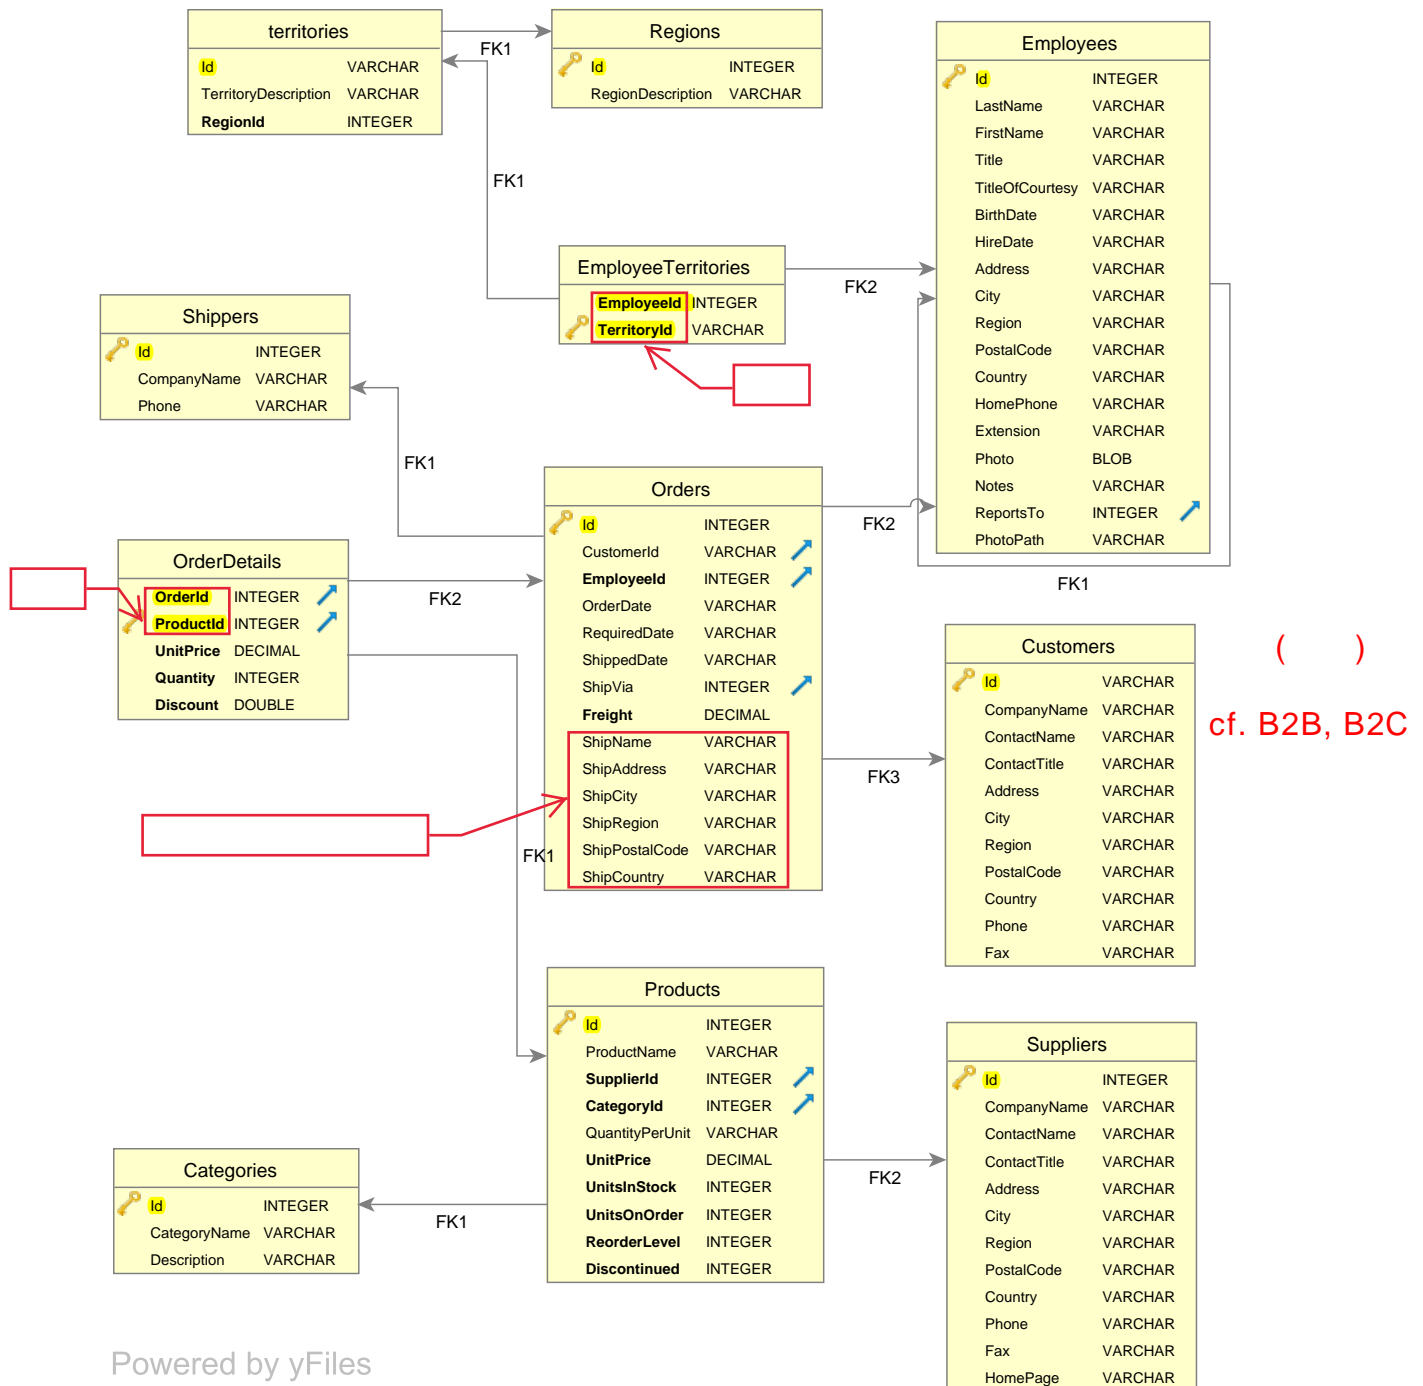 territories
Id VARCHAR
TerritoryDescription VARCHAR
RegionId INTEGER
FK1
Regions
Id INTEGER
RegionDescription VARCHAR
Employees
Id INTEGER
LastName VARCHAR
FirstName VARCHAR
Title VARCHAR
TitleOfCourtesy VARCHAR
BirthDate VARCHAR
HireDate VARCHAR
Address VARCHAR
City VARCHAR
Region VARCHAR
PostalCode VARCHAR
Country VARCHAR
HomePhone VARCHAR
Extension VARCHAR
Photo BLOB
Notes VARCHAR
ReportsTo INTEGER
PhotoPath VARCHAR
FK1
FK1
EmployeeTerritories
EmployeeId INTEGER
TerritoryId VARCHAR
FK2
Shippers
Id INTEGER
CompanyName VARCHAR
Phone VARCHAR
FK1
Orders
Id INTEGER
CustomerId VARCHAR
EmployeeId INTEGER
OrderDate VARCHAR
RequiredDate VARCHAR
ShippedDate VARCHAR
ShipVia INTEGER
Freight DECIMAL
ShipName VARCHAR
ShipAddress VARCHAR
ShipCity VARCHAR
ShipRegion VARCHAR
ShipPostalCode VARCHAR
ShipCountry VARCHAR
FK2
OrderDetails
OrderId INTEGER
ProductId INTEGER
UnitPrice DECIMAL
Quantity INTEGER
Discount DOUBLE
FK2
FK1
FK3
Customers
Id VARCHAR
CompanyName VARCHAR
ContactName VARCHAR
ContactTitle VARCHAR
Address VARCHAR
City VARCHAR
Region VARCHAR
PostalCode VARCHAR
Country VARCHAR
Phone VARCHAR
Fax VARCHAR
( )
cf. B2B, B2C
Products
Id INTEGER
ProductName VARCHAR
SupplierId INTEGER
CategoryId INTEGER
QuantityPerUnit VARCHAR
UnitPrice DECIMAL
UnitsInStock INTEGER
UnitsOnOrder INTEGER
ReorderLevel INTEGER
Discontinued INTEGER
FK2
Suppliers
Id INTEGER
CompanyName VARCHAR
ContactName VARCHAR
ContactTitle VARCHAR
Address VARCHAR
City VARCHAR
Region VARCHAR
PostalCode VARCHAR
Country VARCHAR
Phone VARCHAR
Fax VARCHAR
HomePage VARCHAR
Categories
Id INTEGER
CategoryName VARCHAR
Description VARCHAR
FK1
Powered by yFiles